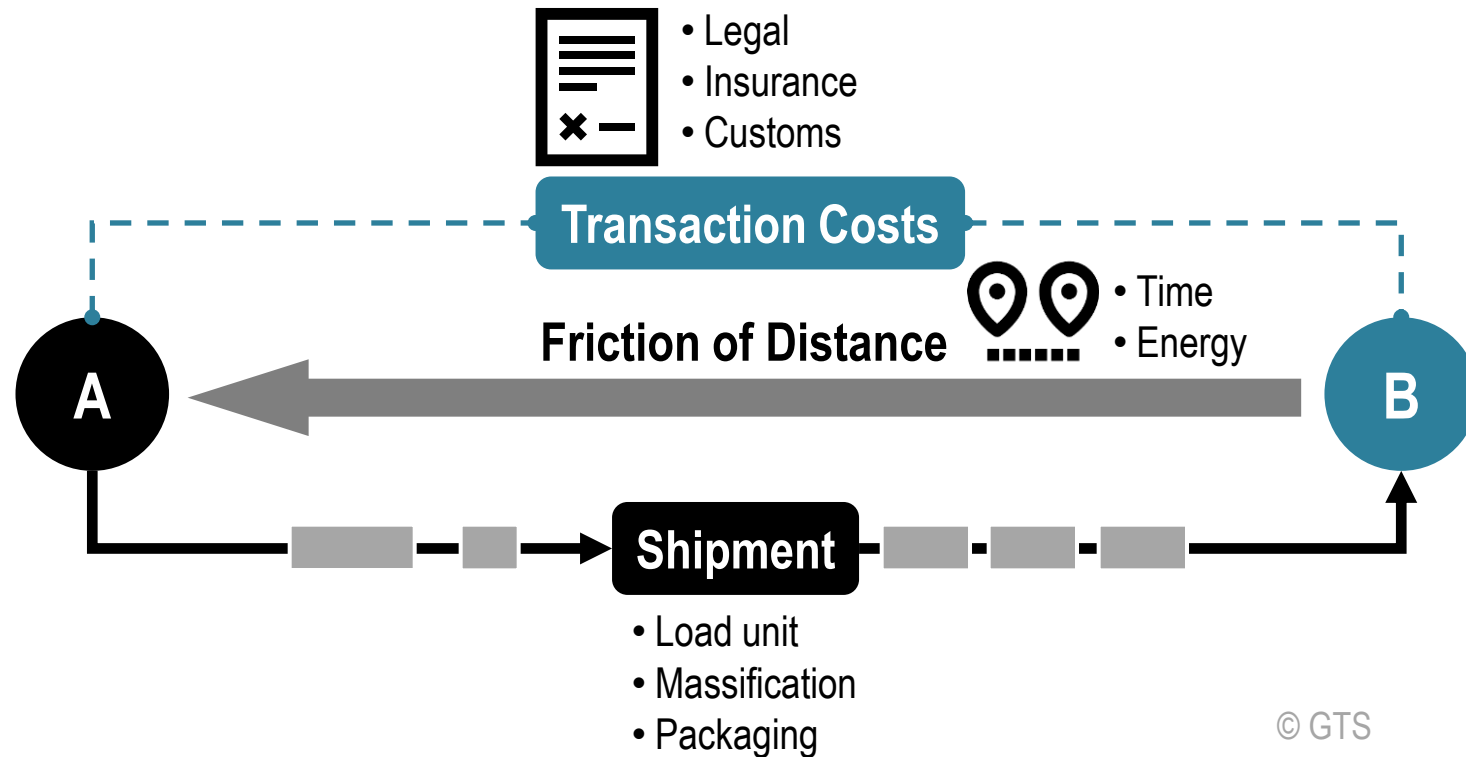 • Legal
• Insurance
• Customs
Transaction Costs
• Time
Friction of Distance
• Energy
A
B
Shipment
• Load unit
• Massification
• Packaging
© GTS